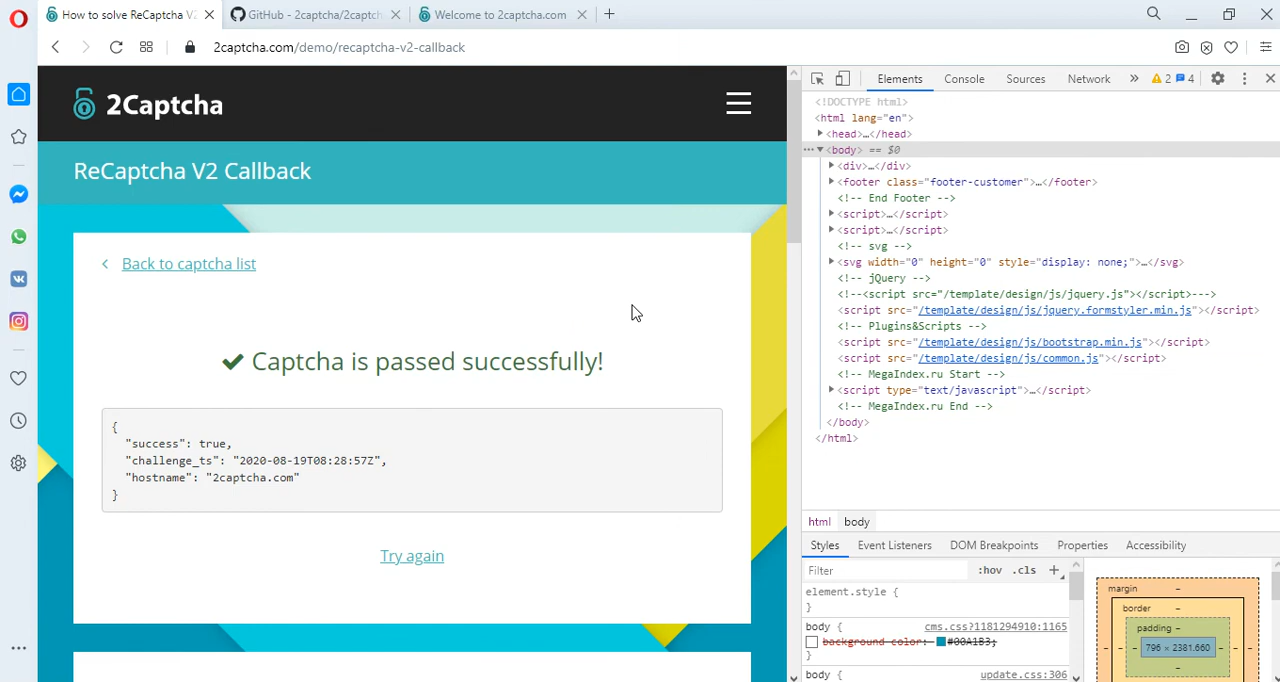 How to solve ReCaptcha V2
GitHub - 2captcha/2captch
Welcome to 2captcha.com
2captcha.com/demo/recaptcha-v2-callback
2Captcha
ReCaptcha V2 Callback
Back to captcha list
Captcha is passed successfully!
{
"success": true,
"challenge_ts": "2020-08-19T08:28:57Z",
"hostname": "2captcha.com"
}
Try again
Elements Console Sources Network » 2 4
<!DOCTYPE html>
<html lang="en">
<head>…</head>
… <body> == $0
<div>…</div>
<footer class="footer-customer">…</footer>
<!-- End Footer -->
<script>…</script>
<script>…</script>
<!-- svg -->
<svg width="0" height="0" style="display: none;">…</svg>
<!-- jQuery -->
<!--<script src="/template/design/js/jquery.js"></script>--->
<script src="/template/design/js/jquery.formstyler.min.js"></script>
<!-- Plugins&Scripts -->
<script src="/template/design/js/bootstrap.min.js"></script>
<script src="/template/design/js/common.js"></script>
<!-- MegaIndex.ru Start -->
<script type="text/javascript">…</script>
<!-- MegaIndex.ru End -->
</body>
</html>
html body
Styles Event Listeners DOM Breakpoints Properties Accessibility
Filter :hov .cls +
element.style {
}
body { cms.css?1181294910:1165
background-color: #00A1B3;
}
body { update.css:306
margin -
border -
padding -
- - - 796 × 2381.660 - - -
-